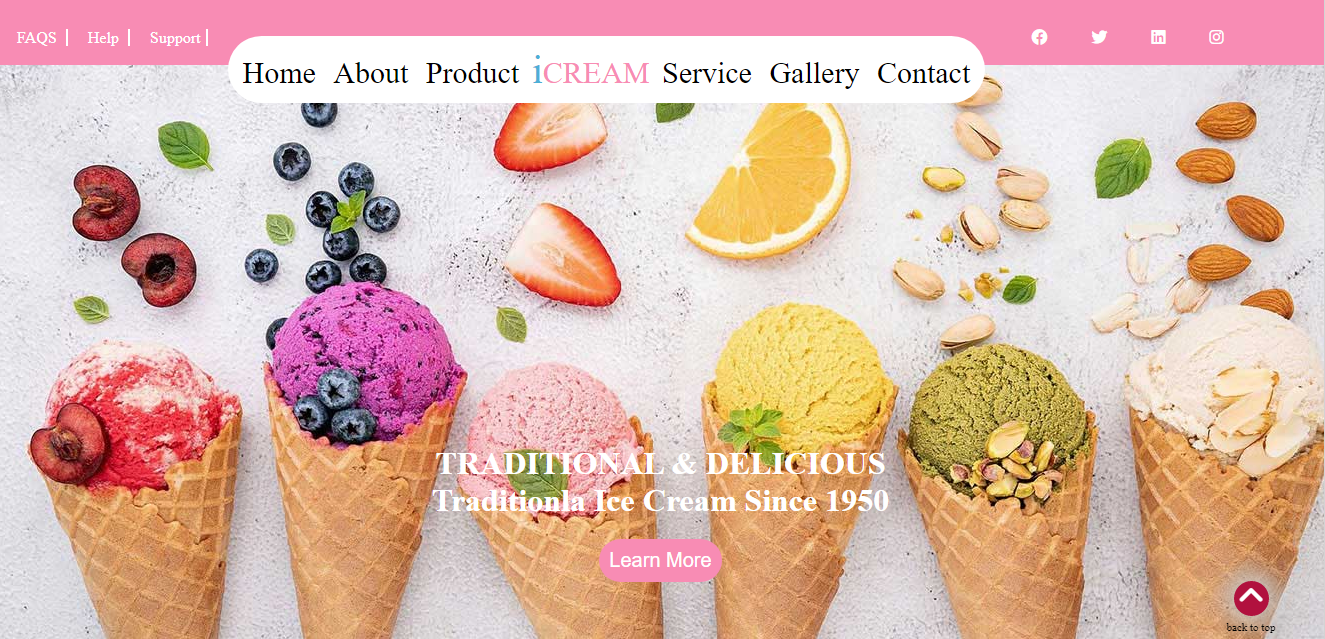 FAQS | Help | Support |
Home About Product iCREAM Service Gallery Contact
TRADITIONAL & DELICIOUS
Traditionla Ice Cream Since 1950
Learn More
back to top